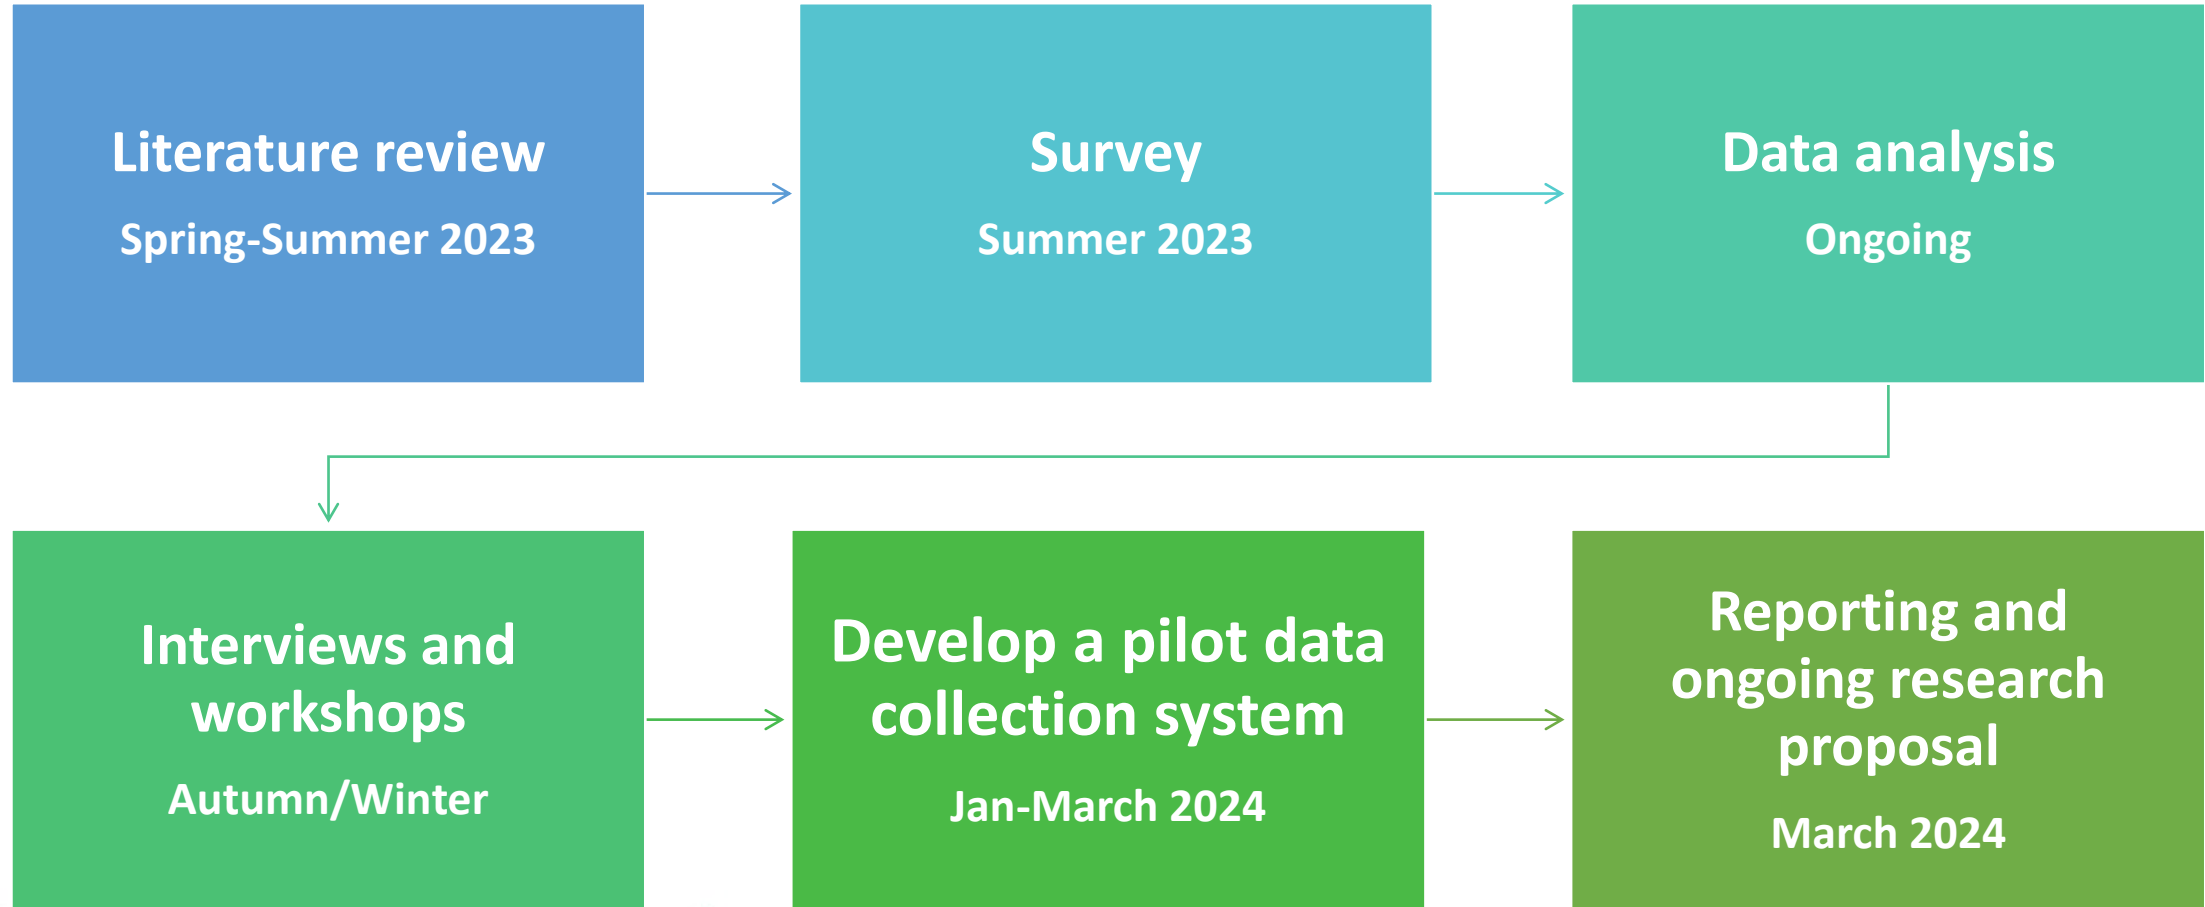 Literature review
Spring-Summer 2023
Survey
Summer 2023
Data analysis
Ongoing
Interviews and
workshops
Autumn/Winter
Develop a pilot data
collection system
Jan-March 2024
Reporting and
ongoing research
proposal
March 2024